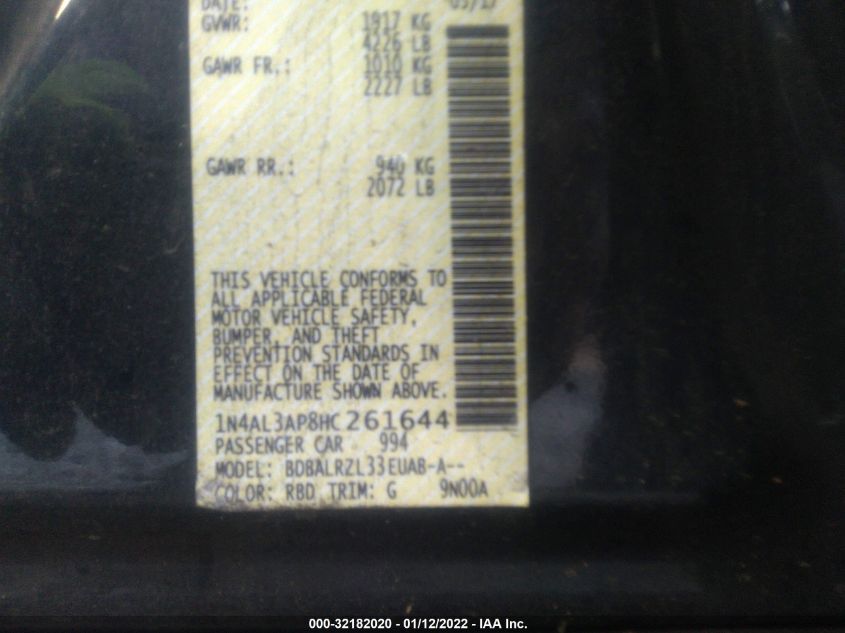 DATE: 03/17
GVWR: 1917 KG
4226 LB
GAWR FR.: 1010 KG
2227 LB
GAWR RR.: 940 KG
2072 LB
THIS VEHICLE CONFORMS TO
ALL APPLICABLE FEDERAL
MOTOR VEHICLE SAFETY,
BUMPER, AND THEFT
PREVENTION STANDARDS IN
EFFECT ON THE DATE OF
MANUFACTURE SHOWN ABOVE.
1N4AL3AP8HC261644
PASSENGER CAR 994
MODEL: BDBALRZL33EUAB-A--
COLOR: RBD TRIM: G 9N00A
000-32182020 - 01/12/2022 - IAA Inc.